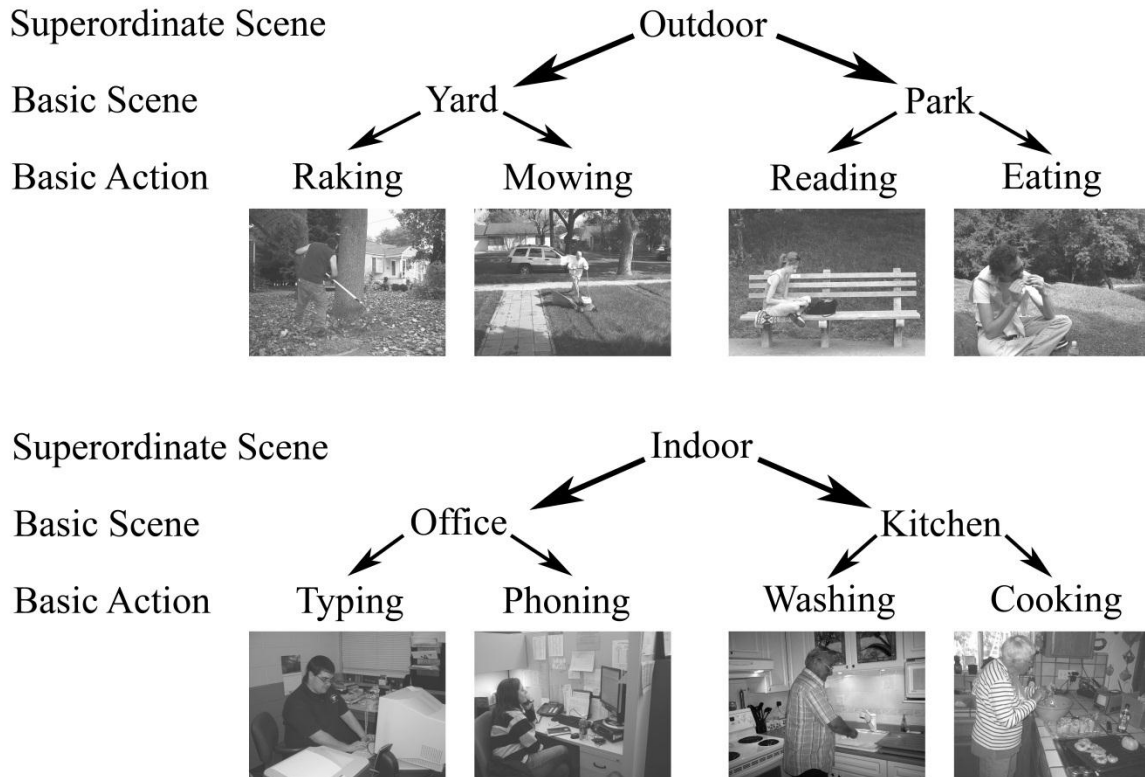 Superordinate Scene Outdoor
Basic Scene Yard Park
Basic Action Raking Mowing Reading Eating
Superordinate Scene Indoor
Basic Scene Office Kitchen
Basic Action Typing Phoning Washing Cooking